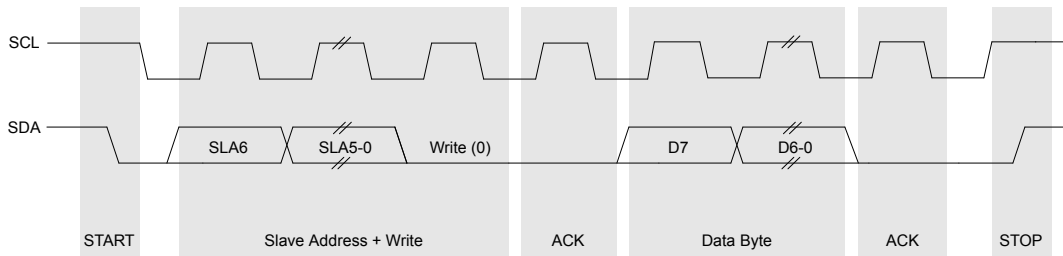 SCL
SDA
SLA6 SLA5-0 Write (0) D7 D6-0
START Slave Address + Write ACK Data Byte ACK STOP